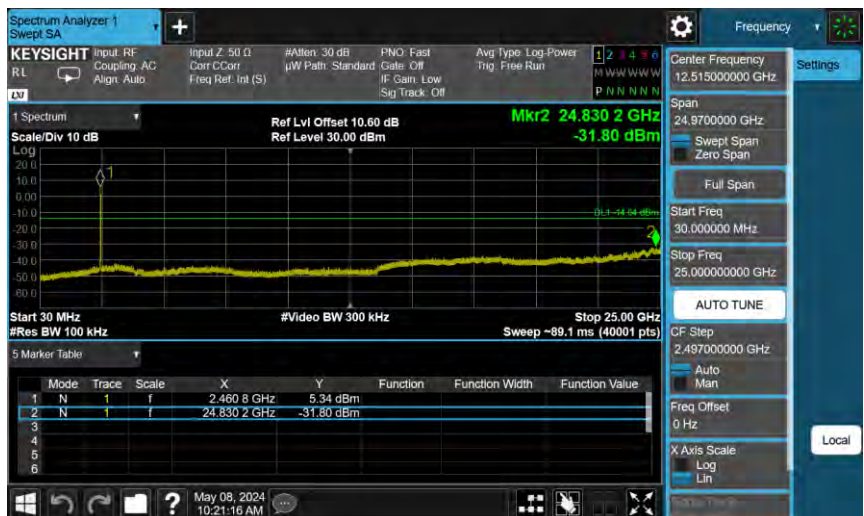 Spectrum Analyzer 1
Swept SA
+
Frequency
KEYSIGHT
RL
LXI
Input: RF
Coupling: AC
Align: Auto
Input Z: 50 Ω
Corr CCorr
Freq Ref: Int (S)
#Atten: 30 dB
µW Path: Standard
PNO: Fast
Gate: Off
IF Gain: Low
Sig Track: Off
Avg Type: Log-Power
Trig: Free Run
1 2 3 4 5 6
M W W W W W
P N N N N N
1 Spectrum
Scale/Div 10 dB
Log
Ref Lvl Offset 10.60 dB
Ref Level 30.00 dBm
Mkr2 24.830 2 GHz
-31.80 dBm
20.0
10.0
0.00
-10.0
-20.0
-30.0
-40.0
-50.0
-60.0
1
DL1 -14.64 dBm
2
Start 30 MHz
#Res BW 100 kHz
#Video BW 300 kHz
Stop 25.00 GHz
Sweep ~89.1 ms (40001 pts)
5 Marker Table
Mode Trace Scale X Y Function Function Width Function Value
1 N 1 f 2.460 8 GHz 5.34 dBm
2 N 1 f 24.830 2 GHz -31.80 dBm
3
4
5
6
May 08, 2024
10:21:16 AM
Center Frequency
12.515000000 GHz
Span
24.9700000 GHz
Swept Span
Zero Span
Full Span
Start Freq
30.000000 MHz
Stop Freq
25.000000000 GHz
AUTO TUNE
CF Step
2.497000000 GHz
Auto
Man
Freq Offset
0 Hz
X Axis Scale
Log
Lin
Settings
Local